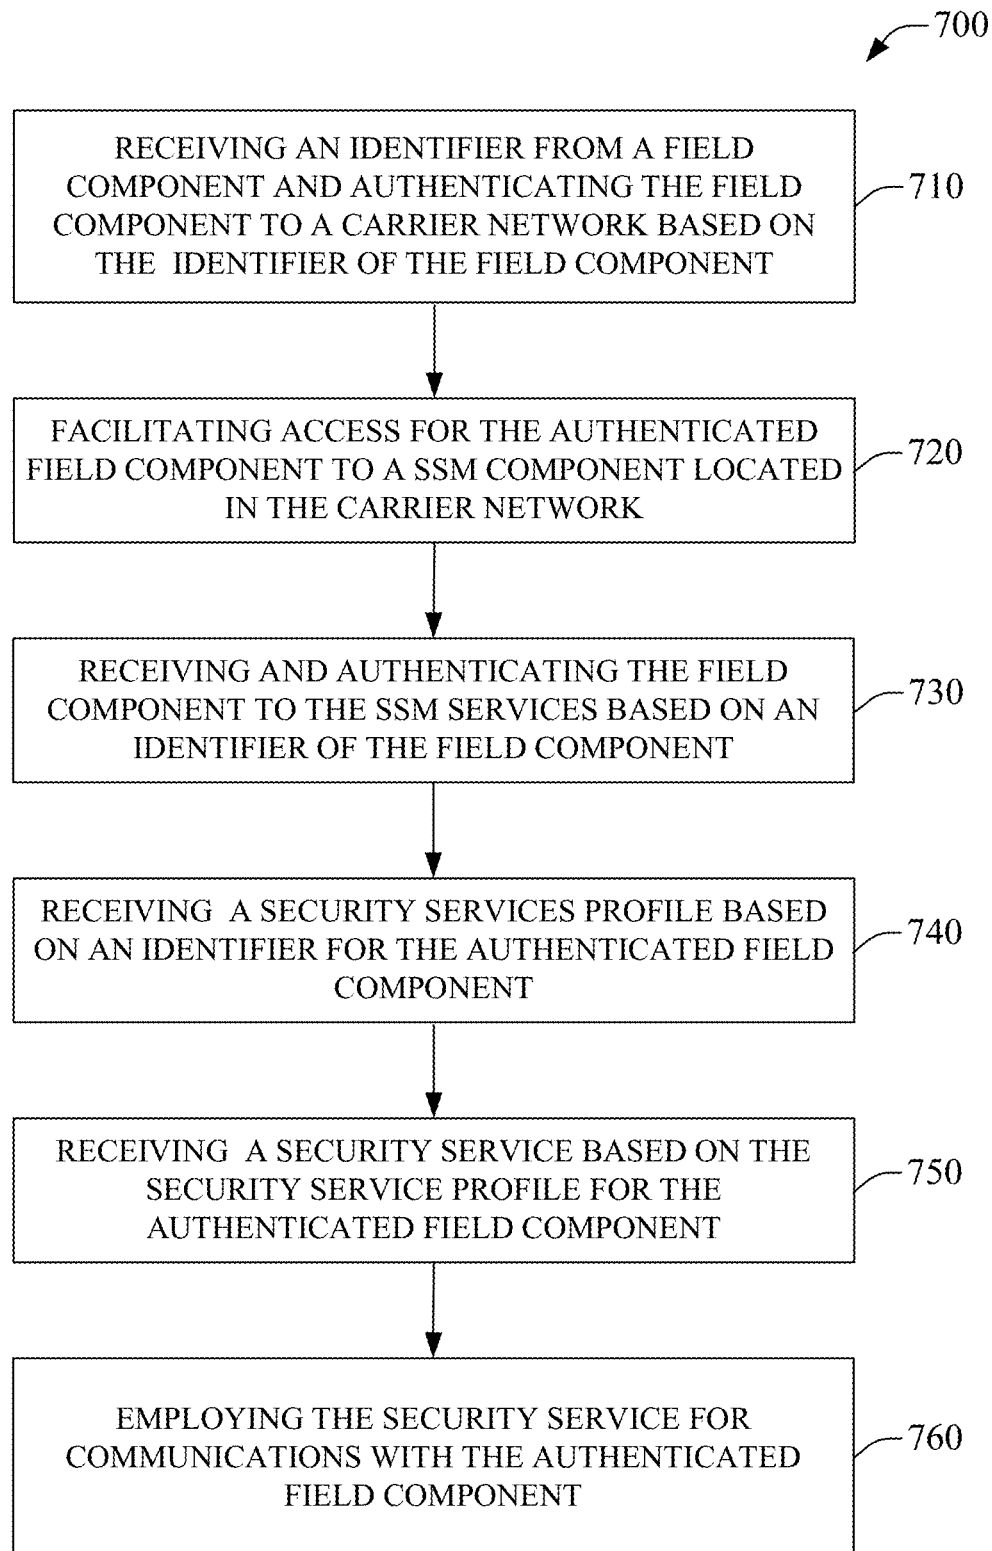 700
RECEIVING AN IDENTIFIER FROM A FIELD
COMPONENT AND AUTHENTICATING THE FIELD
COMPONENT TO A CARRIER NETWORK BASED ON
THE IDENTIFIER OF THE FIELD COMPONENT
710
FACILITATING ACCESS FOR THE AUTHENTICATED
FIELD COMPONENT TO A SSM COMPONENT LOCATED
IN THE CARRIER NETWORK
720
RECEIVING AND AUTHENTICATING THE FIELD
COMPONENT TO THE SSM SERVICES BASED ON AN
IDENTIFIER OF THE FIELD COMPONENT
730
RECEIVING A SECURITY SERVICES PROFILE BASED
ON AN IDENTIFIER FOR THE AUTHENTICATED FIELD
COMPONENT
740
RECEIVING A SECURITY SERVICE BASED ON THE
SECURITY SERVICE PROFILE FOR THE
AUTHENTICATED FIELD COMPONENT
750
EMPLOYING THE SECURITY SERVICE FOR
COMMUNICATIONS WITH THE AUTHENTICATED
FIELD COMPONENT
760